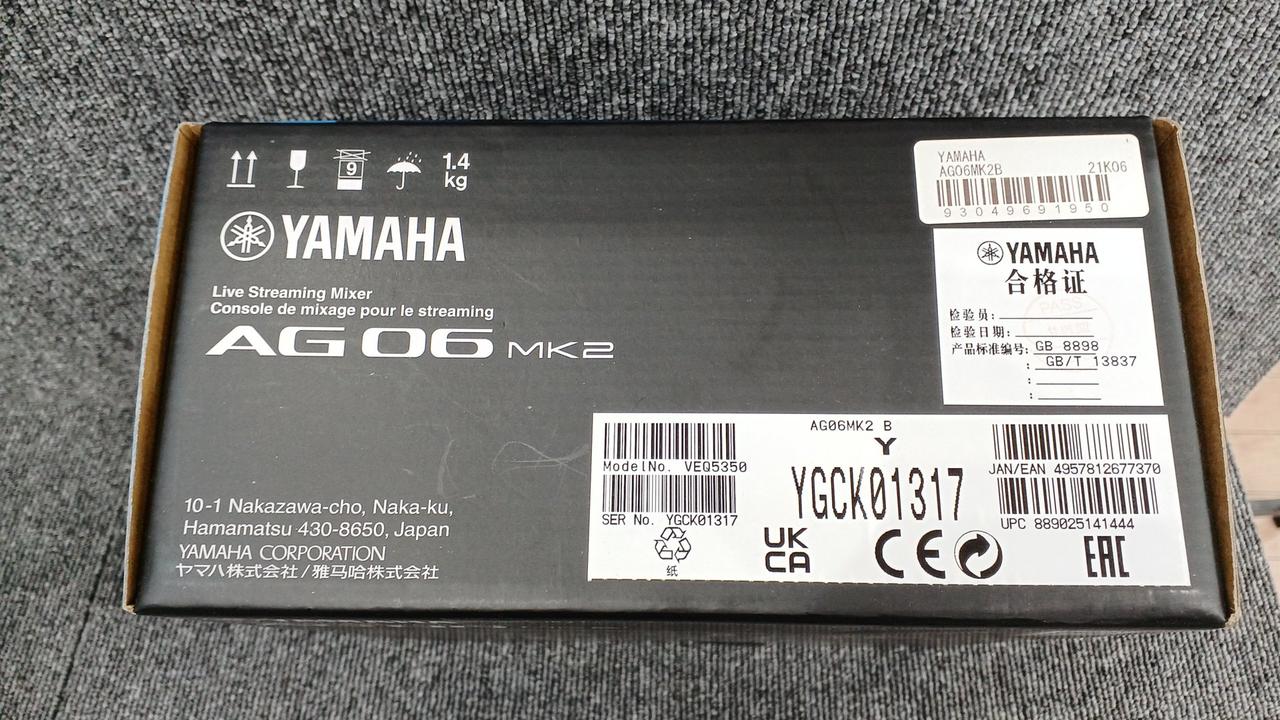 9
1.4
kg
YAMAHA
Live Streaming Mixer
Console de mixage pour le streaming
AG06 MK2
10-1 Nakazawa-cho, Naka-ku,
Hamamatsu 430-8650, Japan
YAMAHA CORPORATION
ヤマハ株式会社/雅马哈株式会社
YAMAHA
AG06MK2B 21K06
93049691950
YAMAHA
合格证
PASS
检验员:
检验日期:
产品标准编号: GB 8898
: GB/T 13837
:
:
AG06MK2 B
Y
YGCK01317
ModelNo. VEQ5350
SER No. YGCK01317
纸
JAN/EAN 4957812677370
UPC 889025141444
UK
CA
CE
EAC